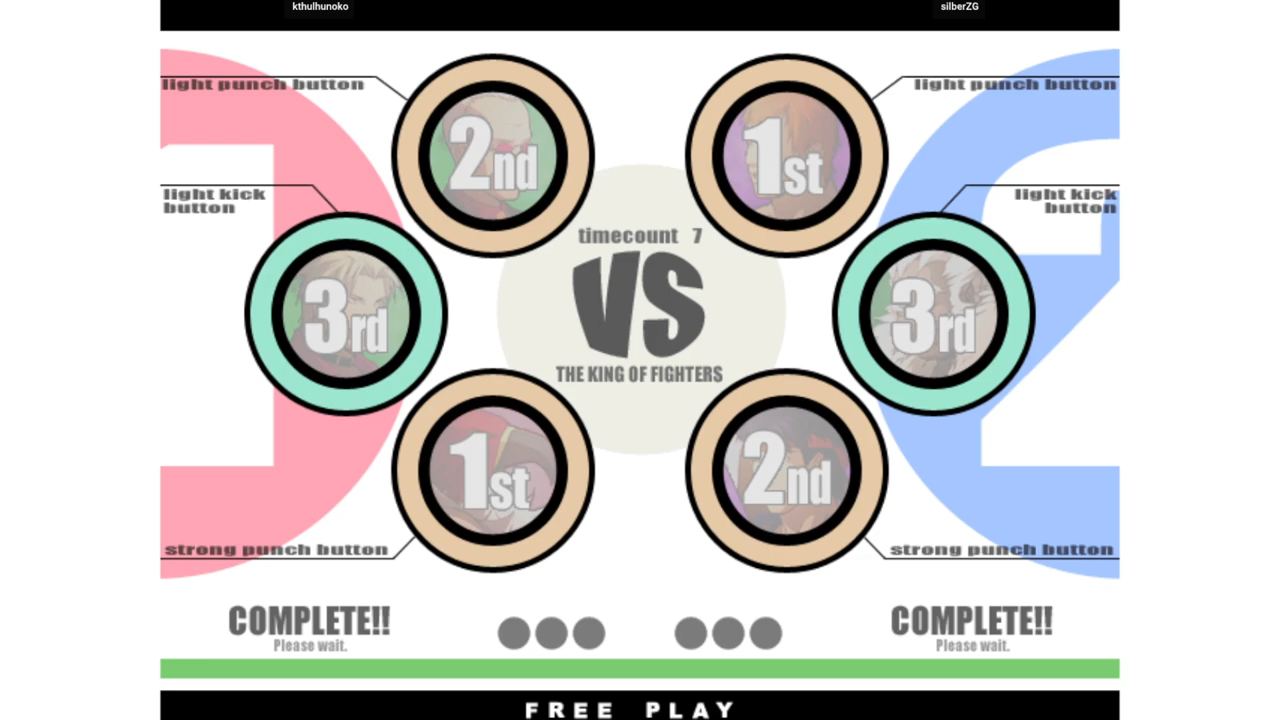 kthulhunoko
silberZG
light punch button
light punch button
2nd
1st
light kick
button
light kick
button
timecount 7
VS
THE KING OF FIGHTERS
3rd
3rd
1st
2nd
strong punch button
strong punch button
COMPLETE!!
Please wait.
COMPLETE!!
Please wait.
FREE PLAY